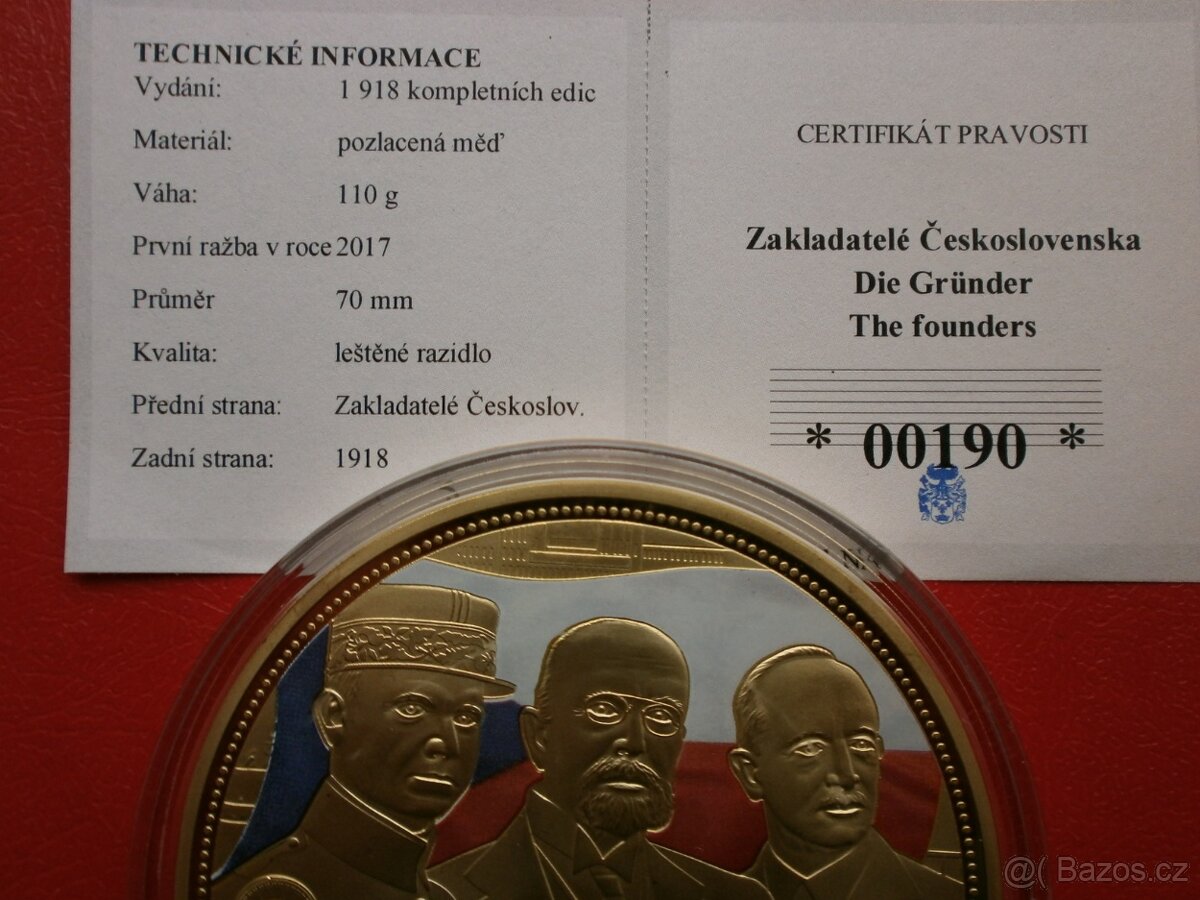 TECHNICKÉ INFORMACE
Vydání: 1 918 kompletních edic
Materiál: pozlacená měď
Váha: 110 g
První ražba v roce 2017
Průměr 70 mm
Kvalita: leštěné razidlo
Přední strana: Zakladatelé Českoslov.
Zadní strana: 1918
CERTIFIKÁT PRAVOSTI
Zakladatelé Československa
Die Gründer
The founders
* 00190 *
@( Bazos.cz